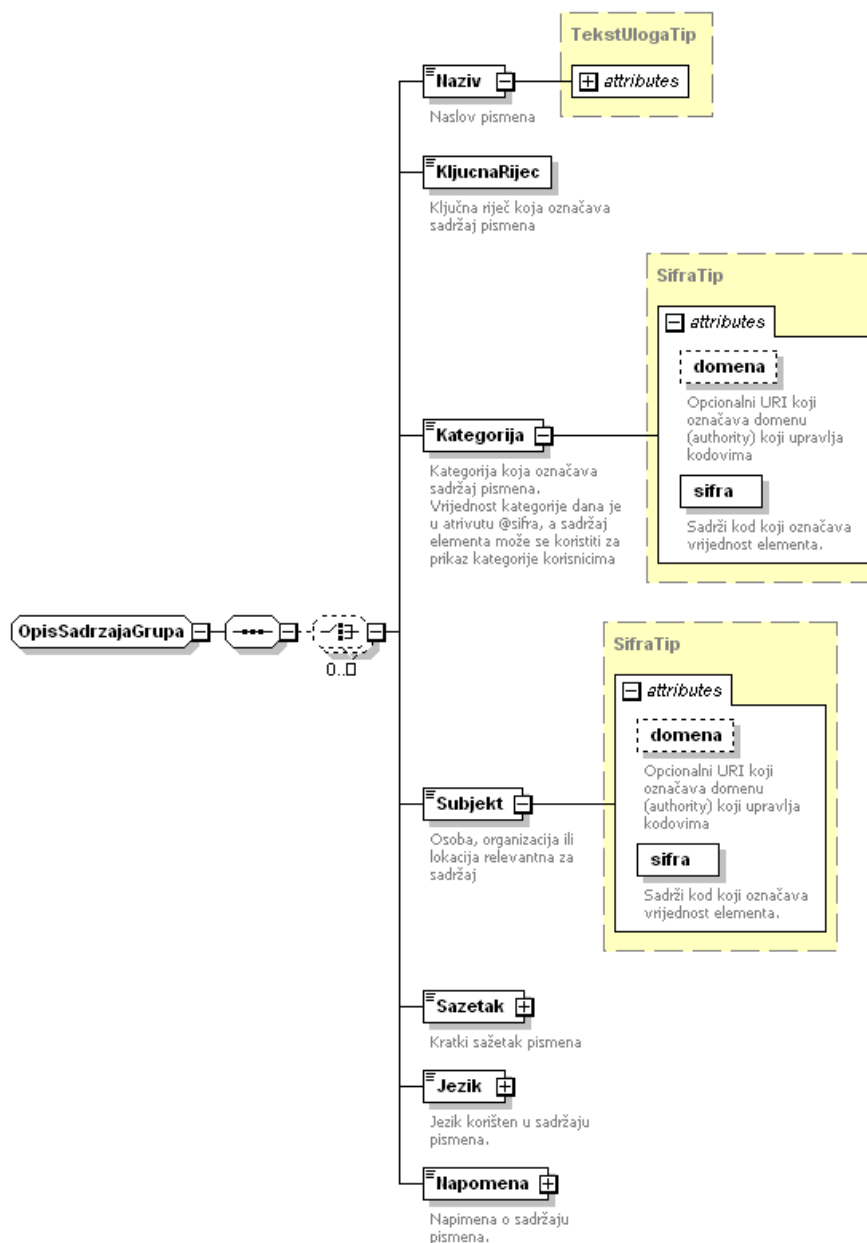 TekstUlogaTip
Naziv
attributes
Naslov pismena
KljucnaRijec
Ključna riječ koja označava
sadržaj pismena
SifraTip
attributes
domena
Opcionalni URI koji
označava domenu
(authority) koji upravlja
kodovima
Kategorija
Kategorija koja označava
sadržaj pismena.
Vrijednost kategorije dana je
u atrivutu @sifra, a sadržaj
elementa može se koristiti za
prikaz kategorije korisnicima
sifra
Sadrži kod koji označava
vrijednost elementa.
OpisSadrzajaGrupa
0..
SifraTip
attributes
domena
Opcionalni URI koji
označava domenu
(authority) koji upravlja
kodovima
Subjekt
Osoba, organizacija ili
lokacija relevantna za
sadržaj
sifra
Sadrži kod koji označava
vrijednost elementa.
Sazetak
Kratki sažetak pismena
Jezik
Jezik korišten u sadržaju
pismena.
Napomena
Napimena o sadržaju
pismena.